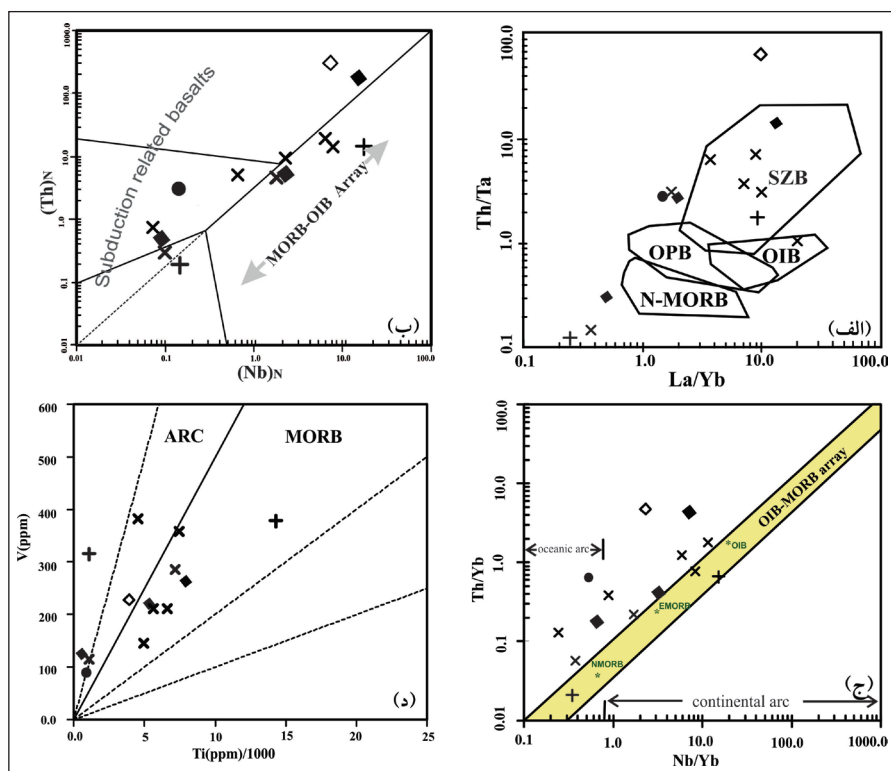 1000.0
100.0
10.0
1.0
0.1
0.01
(Th)N
Subduction related basalts
MORB-OIB Array
(ب)
0.01
0.1
1.0
10.0
100.0
(Nb)N
100.0
10.0
1.0
0.1
Th/Ta
SZB
OPB
OIB
N-MORB
(الف)
0.1
1.0
10.0
100.0
La/Yb
600
500
400
300
200
100
0.0
V(ppm)
ARC
MORB
(د)
0.0
5
10
15
20
25
Ti(ppm)/1000
100.0
10.0
1.0
0.1
0.01
Th/Yb
OIB-MORB array
oceanic arc
*OIB
EMORB
*
NMORB
*
continental arc
(ج)
0.1
1.0
10.0
100.0
1000.0
Nb/Yb